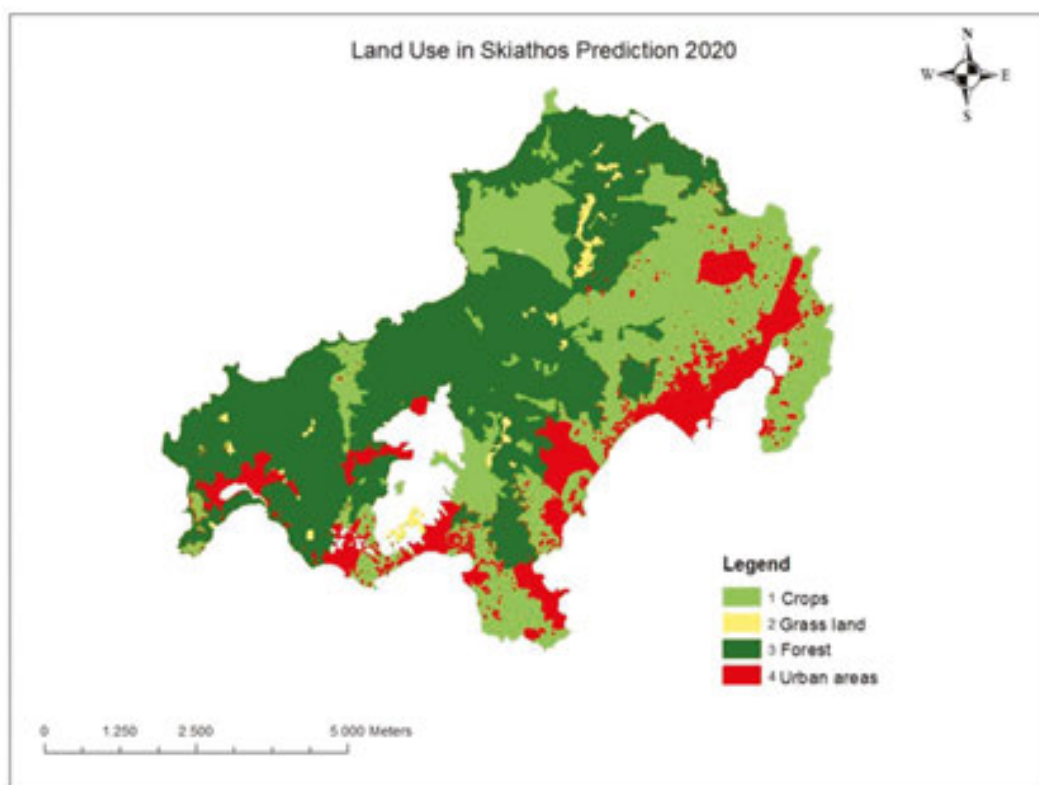 Land Use in Skiathos Prediction 2020
N
W E
S
Legend
1 Crops
2 Grass land
3 Forest
4 Urban areas
0 1.250 2 500 5 000 Meters